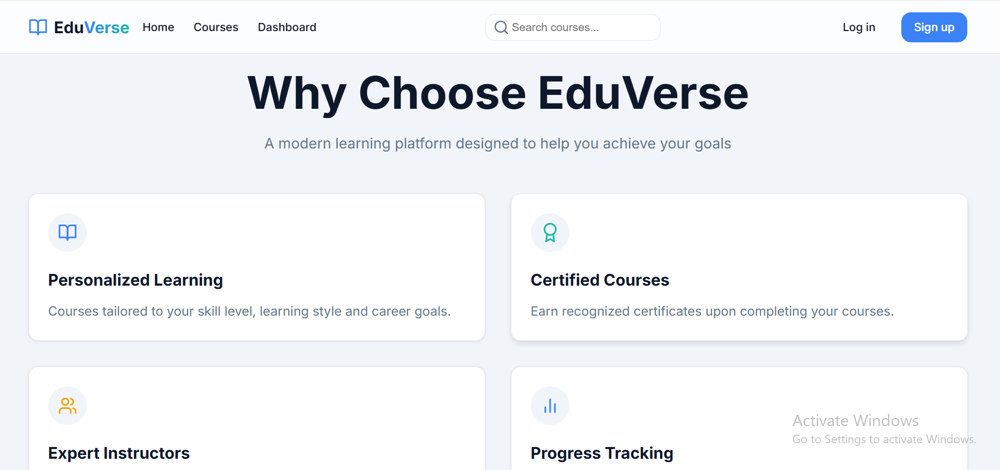 EduVerse Home Courses Dashboard Search courses... Log in Sign up
Why Choose EduVerse
A modern learning platform designed to help you achieve your goals
Personalized Learning
Courses tailored to your skill level, learning style and career goals.
Certified Courses
Earn recognized certificates upon completing your courses.
Expert Instructors
Progress Tracking
Activate Windows
Go to Settings to activate Windows.